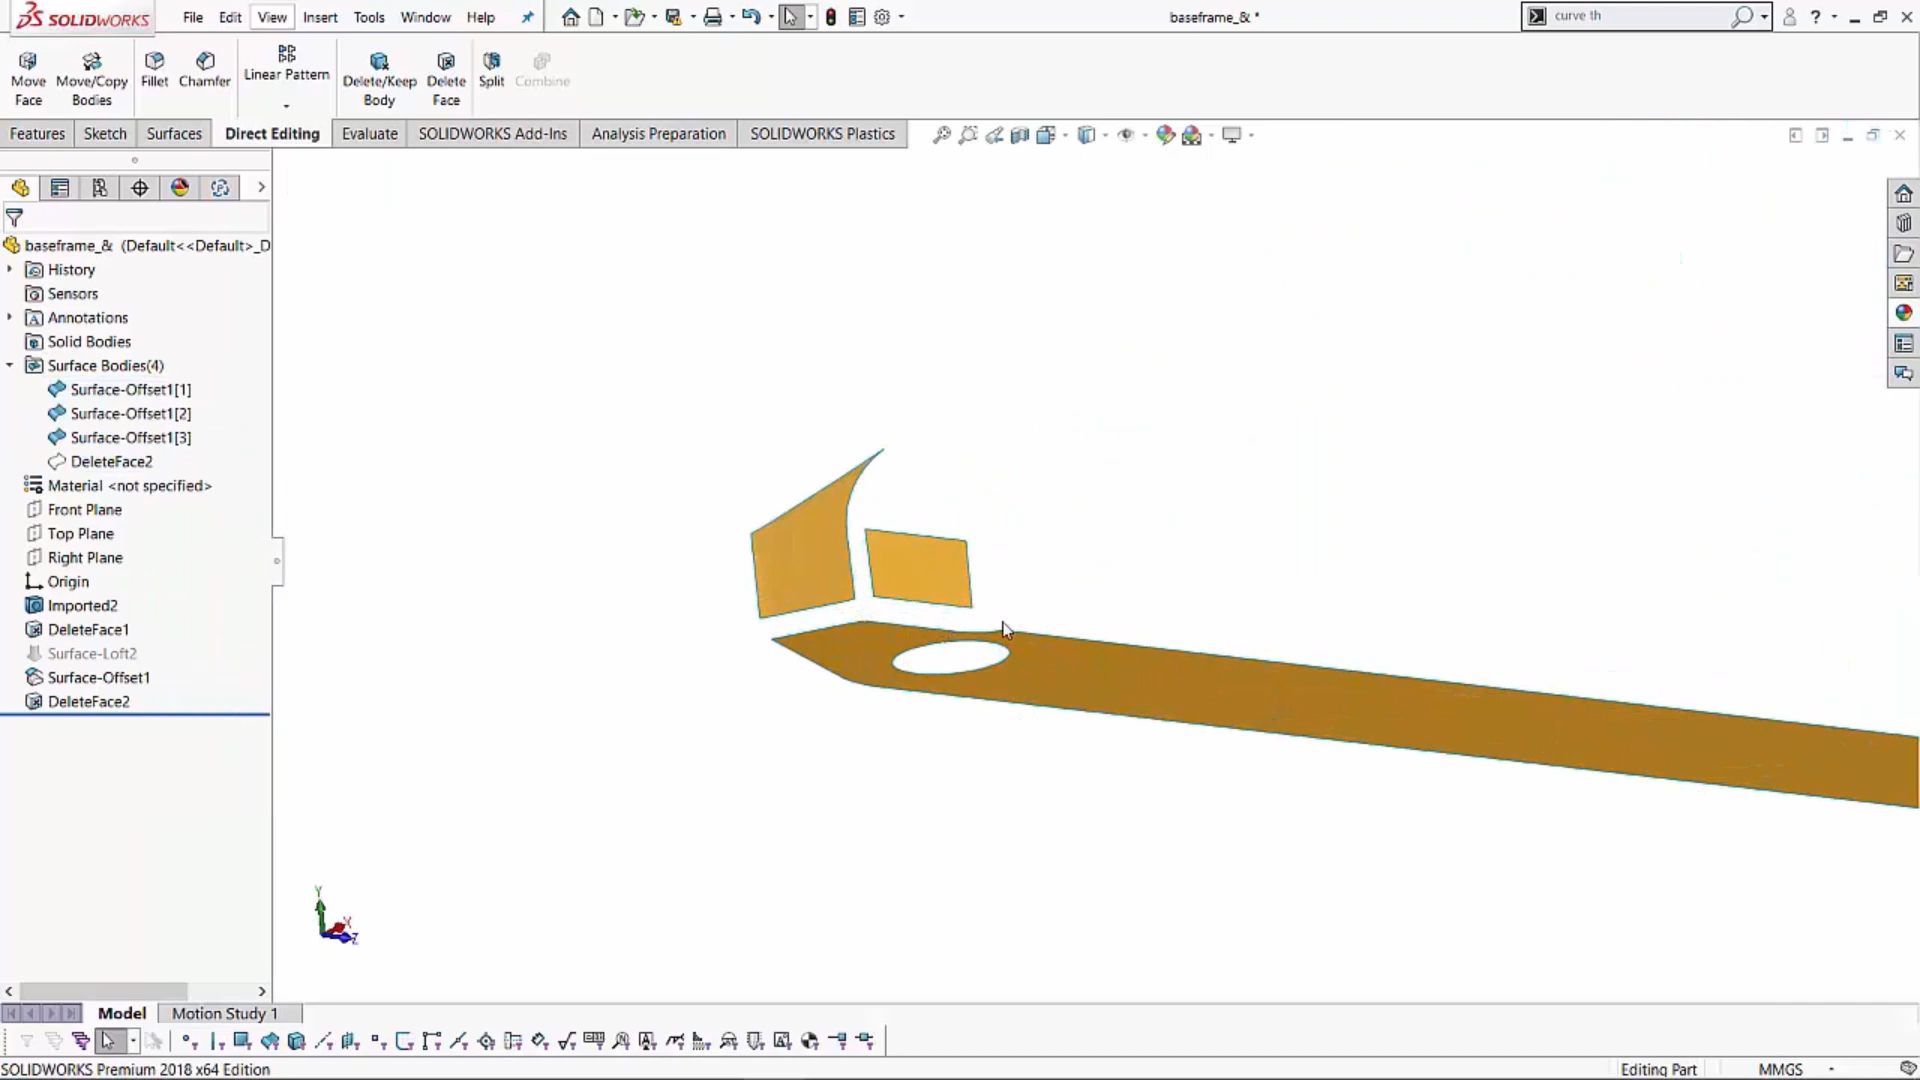 SOLIDWORKS File Edit View Insert Tools Window Help baseframe_& * curve th
Move Face Move/Copy Bodies Fillet Chamfer Linear Pattern Delete/Keep Body Delete Face Split Combine
Features Sketch Surfaces Direct Editing Evaluate SOLIDWORKS Add-Ins Analysis Preparation SOLIDWORKS Plastics
baseframe_& (Default<<Default>_D
History
Sensors
Annotations
Solid Bodies
Surface Bodies(4)
Surface-Offset1[1]
Surface-Offset1[2]
Surface-Offset1[3]
DeleteFace2
Material <not specified>
Front Plane
Top Plane
Right Plane
Origin
Imported2
DeleteFace1
Surface-Loft2
Surface-Offset1
DeleteFace2
Y
X
Z
Model Motion Study 1
SOLIDWORKS Premium 2018 x64 Edition Editing Part MMGS -